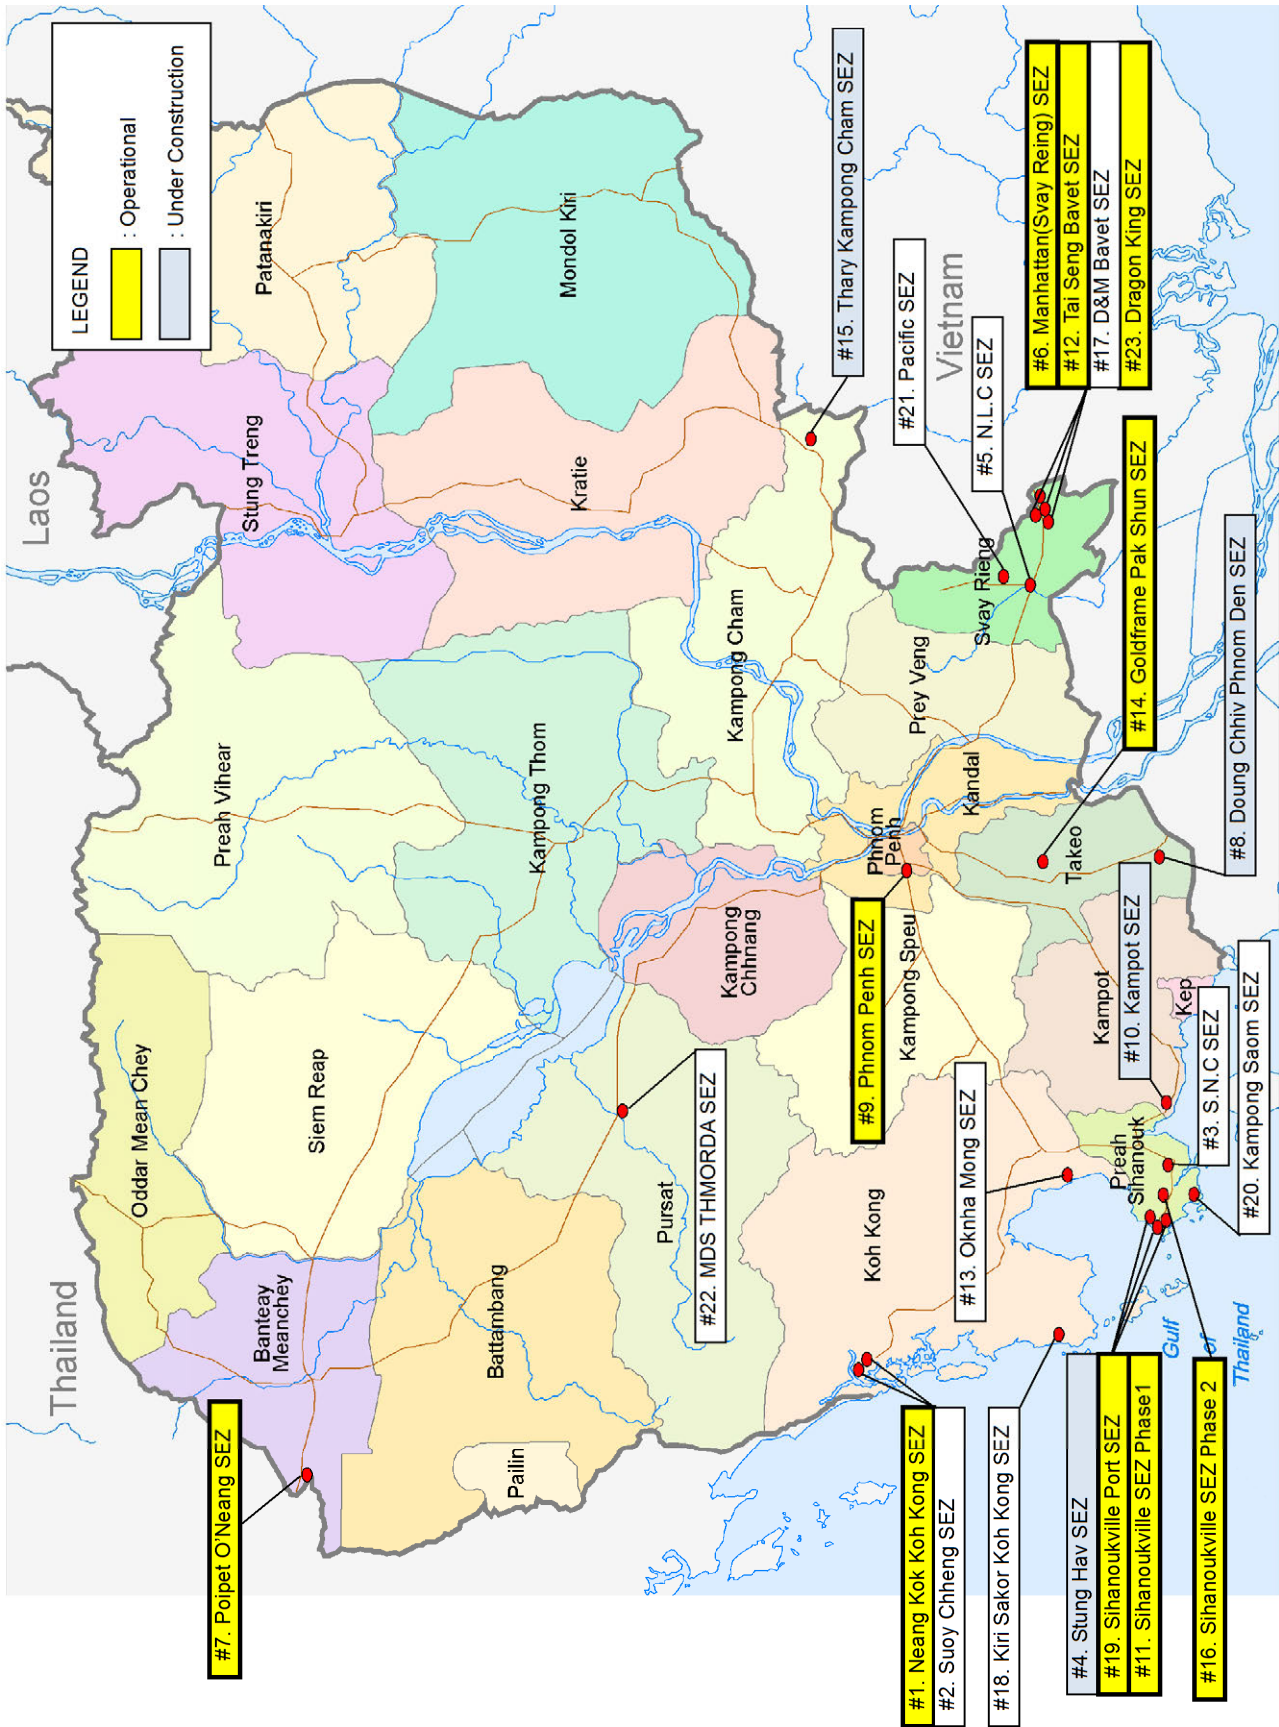 LEGEND
: Operational
: Under Construction
Thailand
Laos
Vietnam
Oddar Mean Chey
Preah Vihear
Stung Treng
Patanakiri
Banteay
Meanchey
Siem Reap
Kampong Thom
Kratie
Mondol Kiri
Battambang
Pailin
Pursat
Kampong
Chhnang
Kampong Cham
Koh Kong
Kampong Speu
Phnom
Penh
Kandal
Prey Veng
Svay Rieng
Preah
Sihanouk
Kampot
Kep
Takeo
Gulf
of
Thailand
#7. Poipet O'Neang SEZ
#22. MDS THMORDA SEZ
#9. Phnom Penh SEZ
#15. Thary Kampong Cham SEZ
#21. Pacific SEZ
#5. N.L.C SEZ
#6. Manhattan(Svay Reing) SEZ
#12. Tai Seng Bavet SEZ
#17. D&M Bavet SEZ
#23. Dragon King SEZ
#14. Goldframe Pak Shun SEZ
#8. Doung Chhiv Phnom Den SEZ
#10. Kampot SEZ
#3. S.N.C SEZ
#20. Kampong Saom SEZ
#13. Oknha Mong SEZ
#1. Neang Kok Koh Kong SEZ
#2. Suoy Chheng SEZ
#18. Kiri Sakor Koh Kong SEZ
#4. Stung Hav SEZ
#19. Sihanoukville Port SEZ
#11. Sihanoukville SEZ Phase1
#16. Sihanoukville SEZ Phase 2